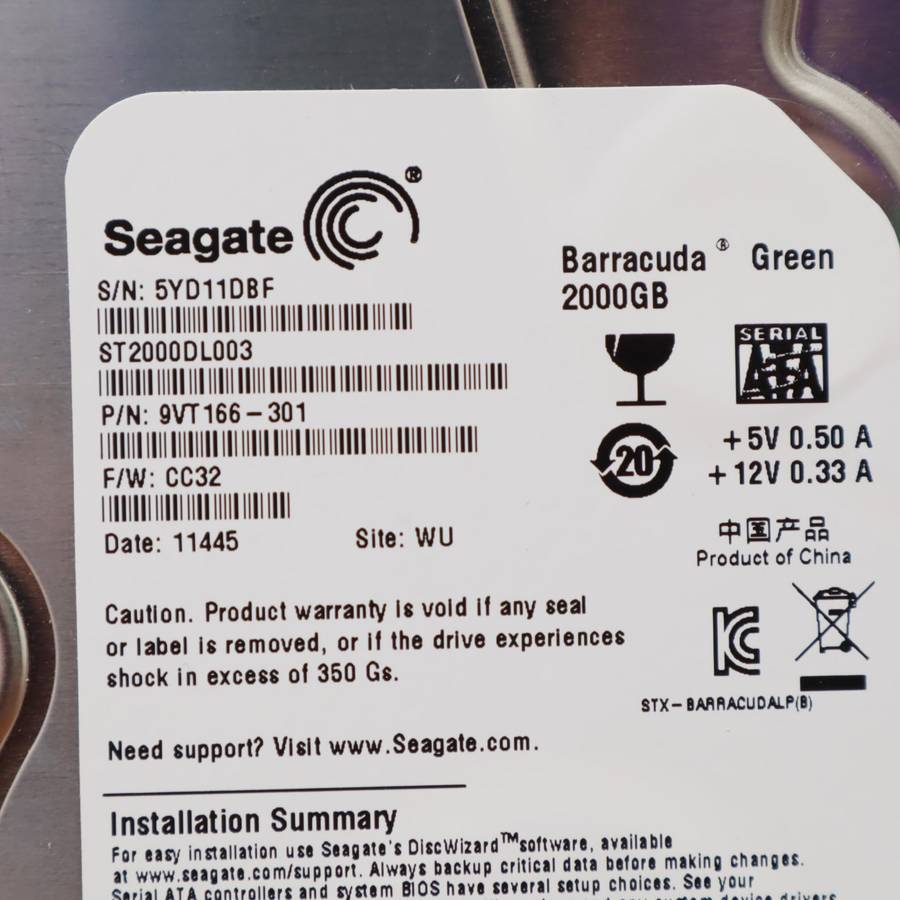 Seagate®
S/N: 5YD11DBF
ST2000DL003
P/N: 9VT166-301
F/W: CC32
Date: 11445 Site: WU
Barracuda® Green
2000GB
SERIAL
ATA
20
+5V 0.50 A
+12V 0.33 A
中国产品
Product of China
STX-BARRACUDALP(B)
Caution. Product warranty is void if any seal
or label is removed, or if the drive experiences
shock in excess of 350 Gs.
Need support? Visit www.Seagate.com.
Installation Summary
For easy installation use Seagate's DiscWizard™software, available
at www.seagate.com/support. Always backup critical data before making changes.
Serial ATA controllers and system BIOS have several setup choices. See your
system device drivers